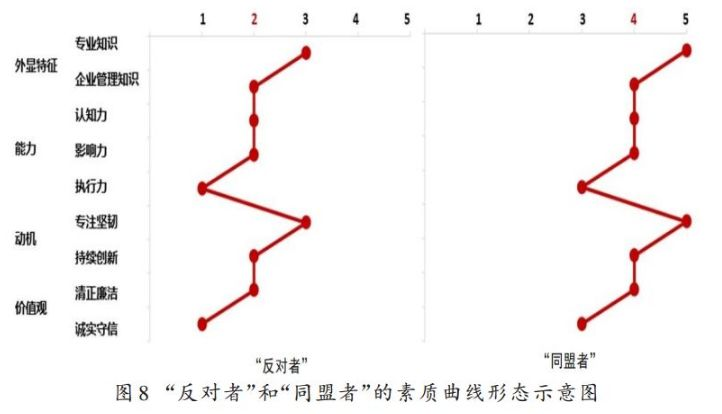 1 2 3 4 5 1 2 3 4 5
专业知识
外显特征
企业管理知识
认知力
能力 影响力
执行力
专注坚韧
动机
持续创新
清正廉洁
价值观
诚实守信
“反对者” “同盟者”
图8 “反对者”和“同盟者”的素质曲线形态示意图